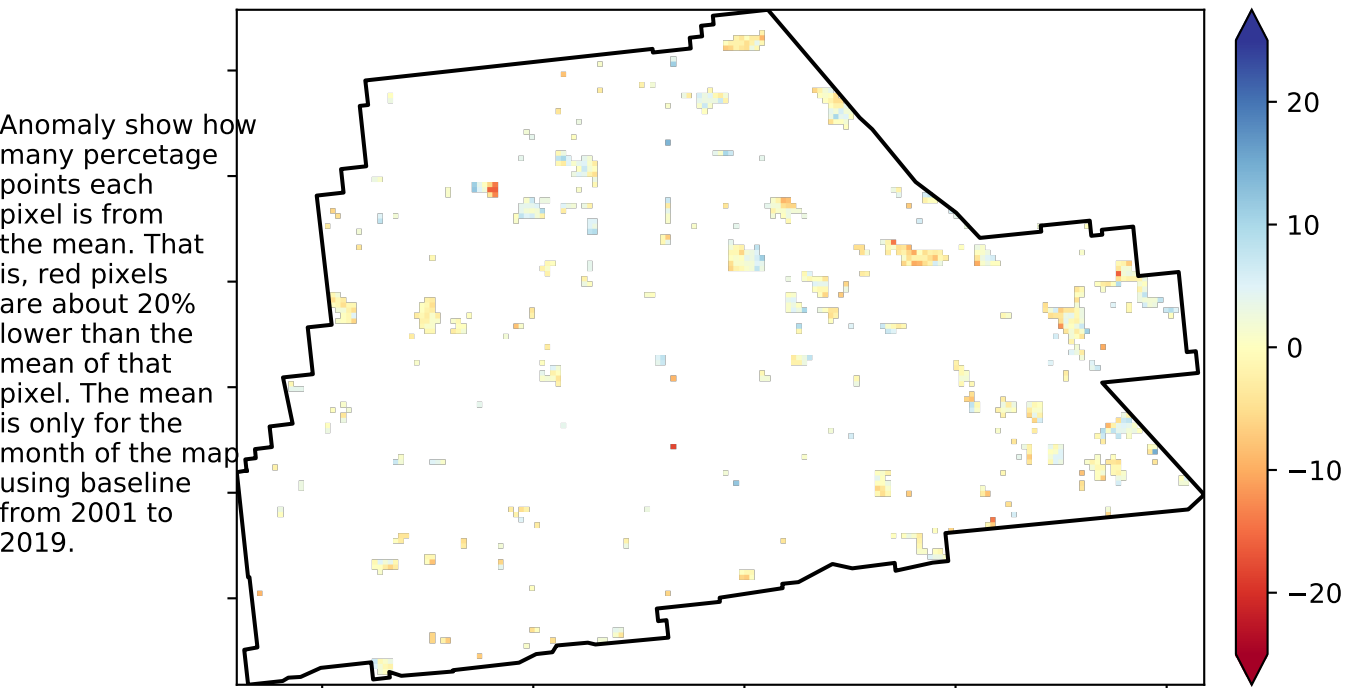 Anomaly show how
many percetage
points each
pixel is from
the mean. That
is, red pixels
are about 20%
lower than the
mean of that
pixel. The mean
is only for the
month of the map
using baseline
from 2001 to
2019.
20
10
0
−10
−20